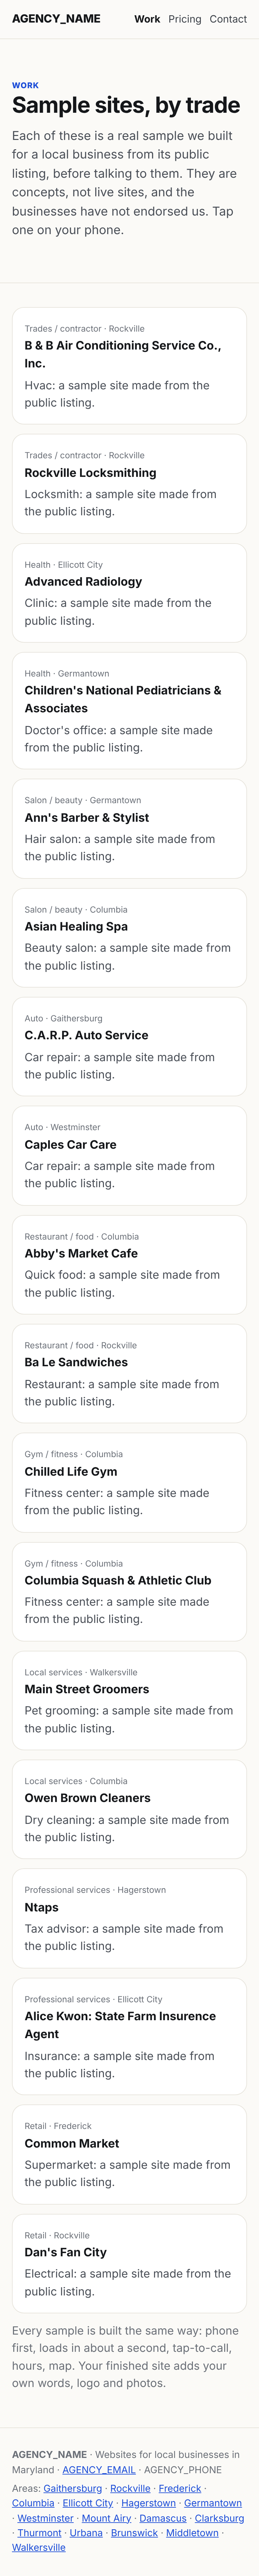 AGENCY_NAME Work Pricing Contact
WORK
Sample sites, by trade
Each of these is a real sample we built
for a local business from its public
listing, before talking to them. They are
concepts, not live sites, and the
businesses have not endorsed us. Tap
one on your phone.
Trades / contractor · Rockville
B & B Air Conditioning Service Co.,
Inc.
Hvac: a sample site made from the
public listing.
Trades / contractor · Rockville
Rockville Locksmithing
Locksmith: a sample site made from
the public listing.
Health · Ellicott City
Advanced Radiology
Clinic: a sample site made from the
public listing.
Health · Germantown
Children's National Pediatricians &
Associates
Doctor's office: a sample site made
from the public listing.
Salon / beauty · Germantown
Ann's Barber & Stylist
Hair salon: a sample site made from
the public listing.
Salon / beauty · Columbia
Asian Healing Spa
Beauty salon: a sample site made from
the public listing.
Auto · Gaithersburg
C.A.R.P. Auto Service
Car repair: a sample site made from
the public listing.
Auto · Westminster
Caples Car Care
Car repair: a sample site made from
the public listing.
Restaurant / food · Columbia
Abby's Market Cafe
Quick food: a sample site made from
the public listing.
Restaurant / food · Rockville
Ba Le Sandwiches
Restaurant: a sample site made from
the public listing.
Gym / fitness · Columbia
Chilled Life Gym
Fitness center: a sample site made
from the public listing.
Gym / fitness · Columbia
Columbia Squash & Athletic Club
Fitness center: a sample site made
from the public listing.
Local services · Walkersville
Main Street Groomers
Pet grooming: a sample site made from
the public listing.
Local services · Columbia
Owen Brown Cleaners
Dry cleaning: a sample site made from
the public listing.
Professional services · Hagerstown
Ntaps
Tax advisor: a sample site made from
the public listing.
Professional services · Ellicott City
Alice Kwon: State Farm Insurence
Agent
Insurance: a sample site made from
the public listing.
Retail · Frederick
Common Market
Supermarket: a sample site made from
the public listing.
Retail · Rockville
Dan's Fan City
Electrical: a sample site made from the
public listing.
Every sample is built the same way: phone
first, loads in about a second, tap-to-call,
hours, map. Your finished site adds your
own words, logo and photos.
AGENCY_NAME · Websites for local businesses in
Maryland · AGENCY_EMAIL · AGENCY_PHONE
Areas: Gaithersburg · Rockville · Frederick ·
Columbia · Ellicott City · Hagerstown · Germantown
· Westminster · Mount Airy · Damascus · Clarksburg
· Thurmont · Urbana · Brunswick · Middletown ·
Walkersville